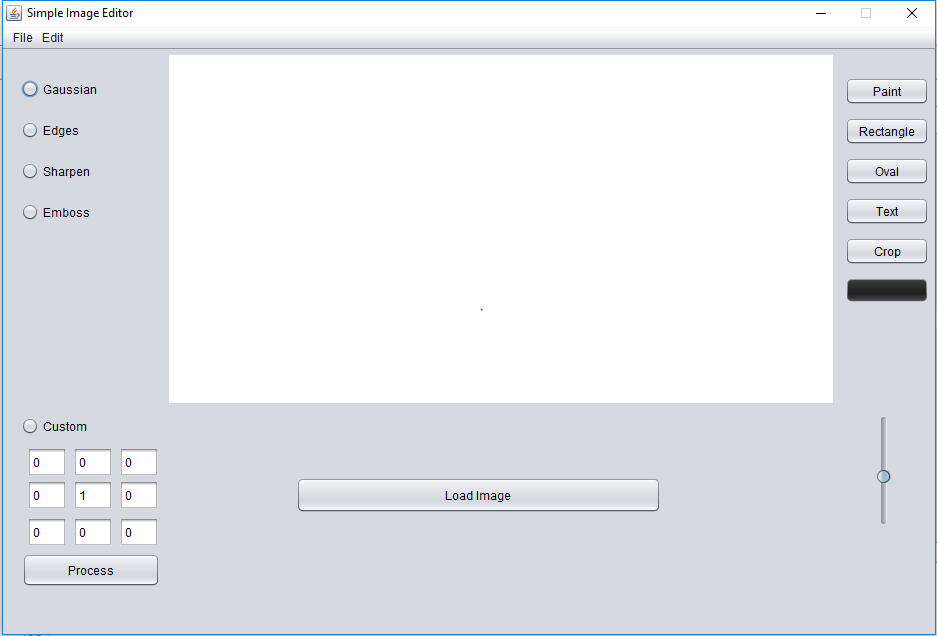 Simple Image Editor
File Edit
Gaussian
Edges
Sharpen
Emboss
Paint
Rectangle
Oval
Text
Crop
Custom
0 0 0
0 1 0
0 0 0
Process
Load Image